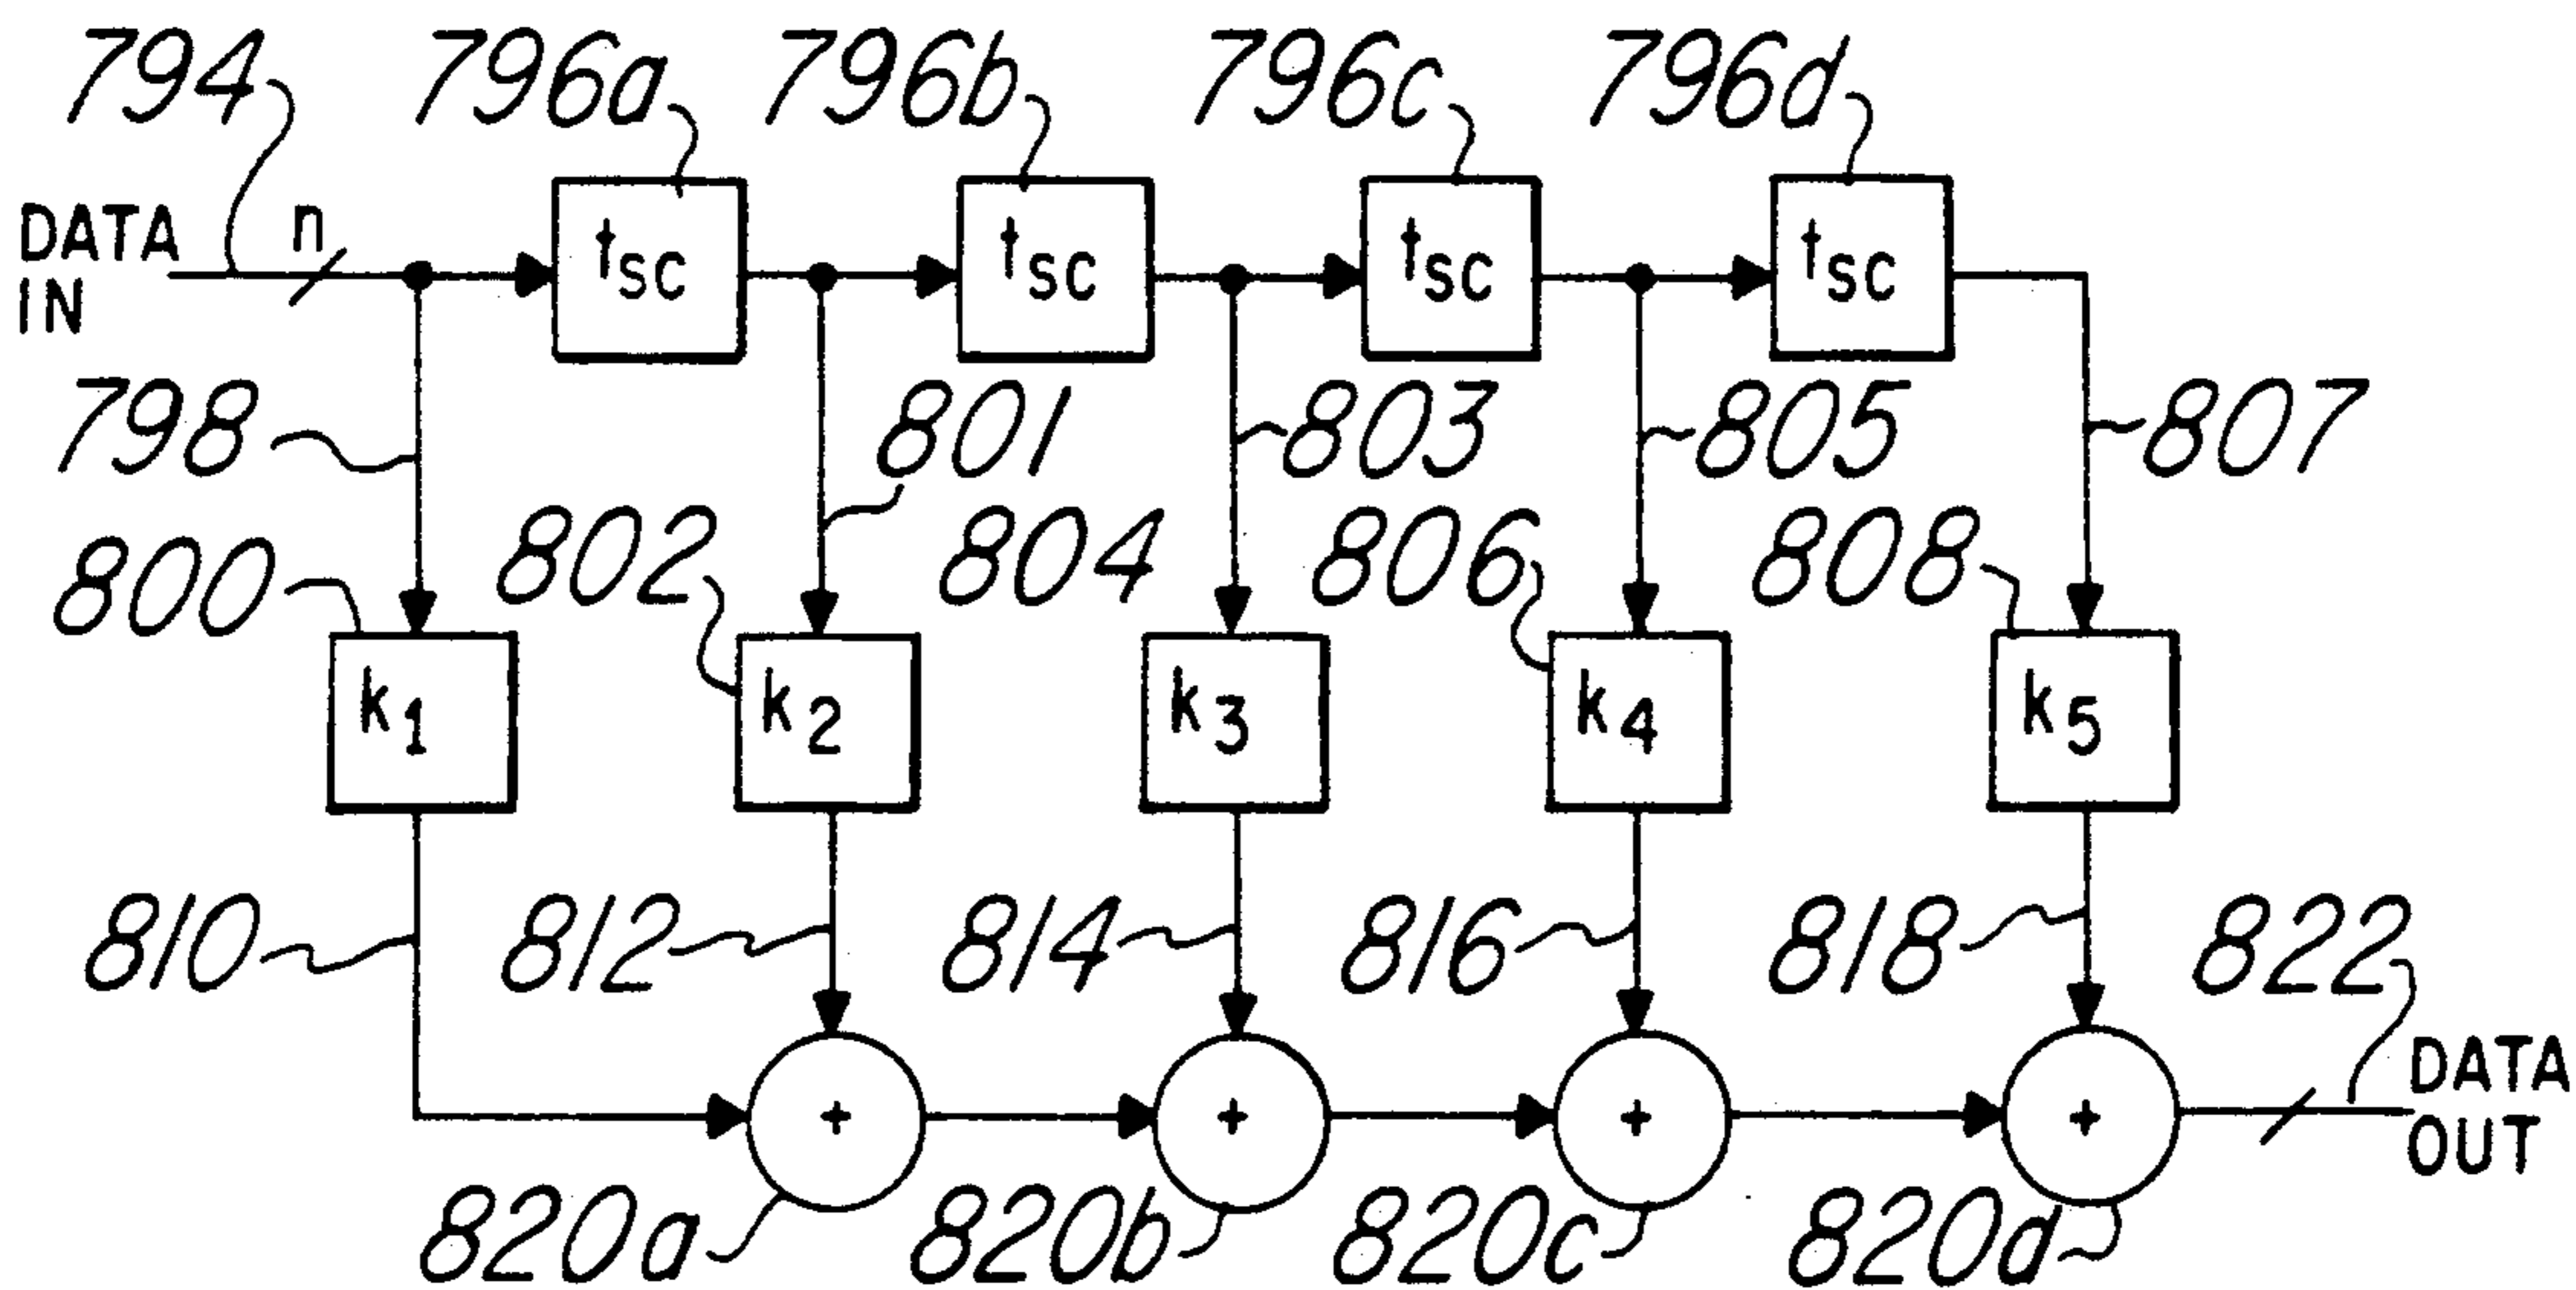 794 796a 796b 796c 796d
DATA IN
n
tSC tSC tSC tSC
798 801 803 805 807
800 802 804 806 808
k1 k2 k3 k4 k5
810 812 814 816 818 822
+ + + +
DATA OUT
820a 820b 820c 820d